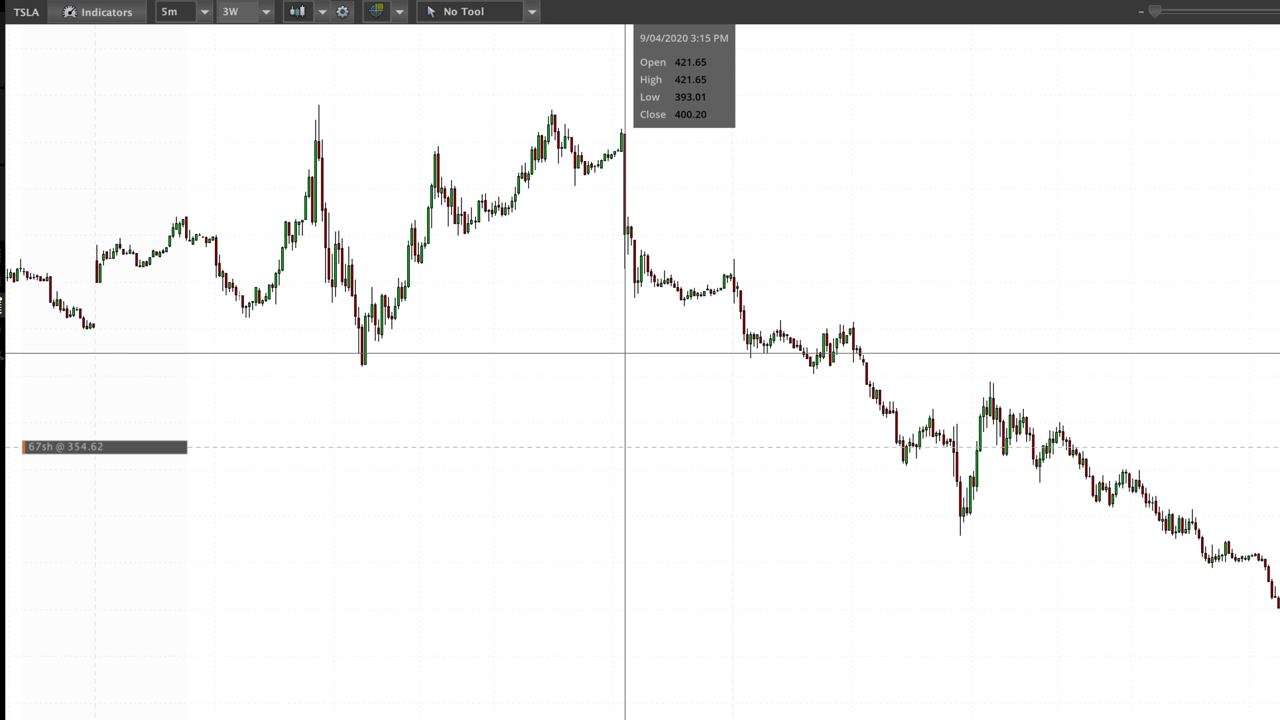 TSLA Indicators 5m 3W No Tool –
9/04/2020 3:15 PM
Open 421.65
High 421.65
Low 393.01
Close 400.20
67sh @ 354.62